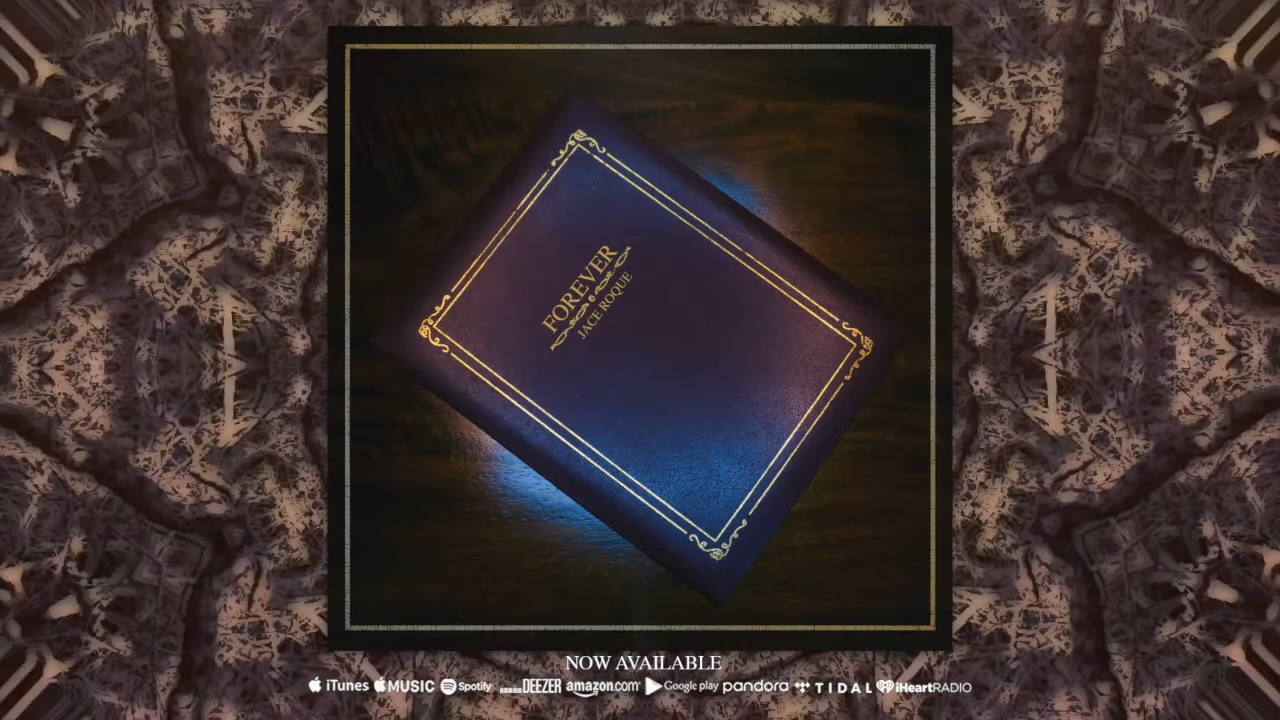 FOREVER
JACE ROQUE
NOW AVAILABLE
iTunes MUSIC Spotify DEEZER amazon.com Google play pandora TIDAL iHeartRADIO